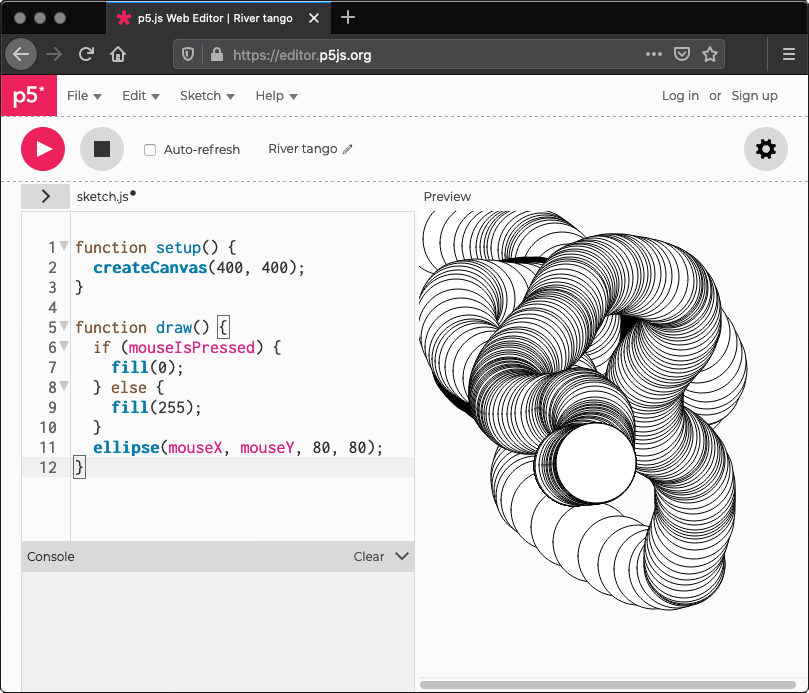 p5.js Web Editor | River tango
https://editor.p5js.org
p5* File Edit Sketch Help Log in or Sign up
Auto-refresh River tango
sketch.js Preview
1 function setup() {
2 createCanvas(400, 400);
3 }
4
5 function draw() {
6 if (mouseIsPressed) {
7 fill(0);
8 } else {
9 fill(255);
10 }
11 ellipse(mouseX, mouseY, 80, 80);
12 }
Console Clear